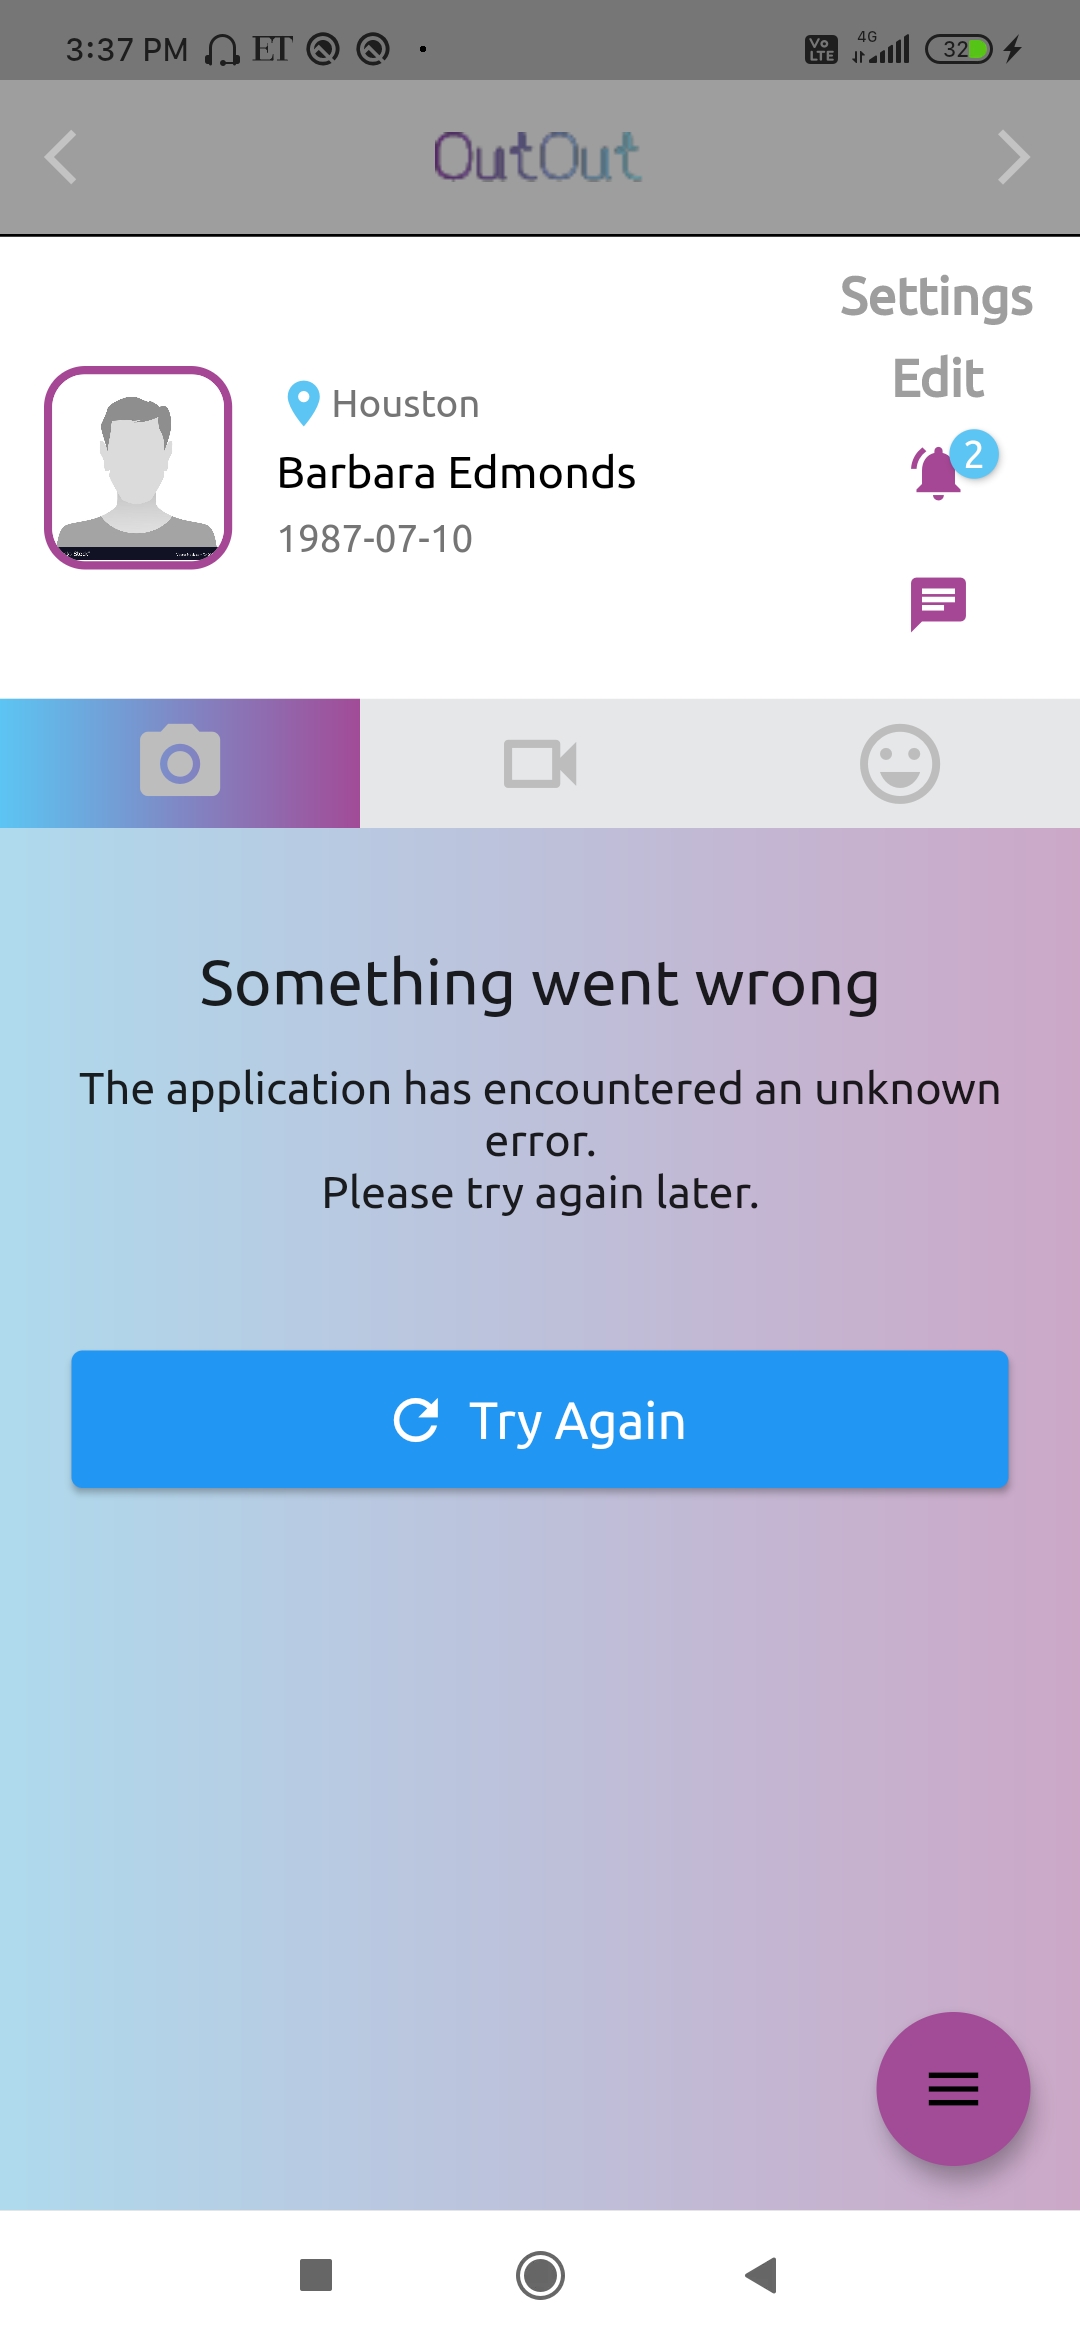 3:37 PM ET
Vo LTE 4G 32
OutOut
Settings
Edit
Houston
2
Barbara Edmonds
1987-07-10
Something went wrong
The application has encountered an unknown
error.
Please try again later.
Try Again